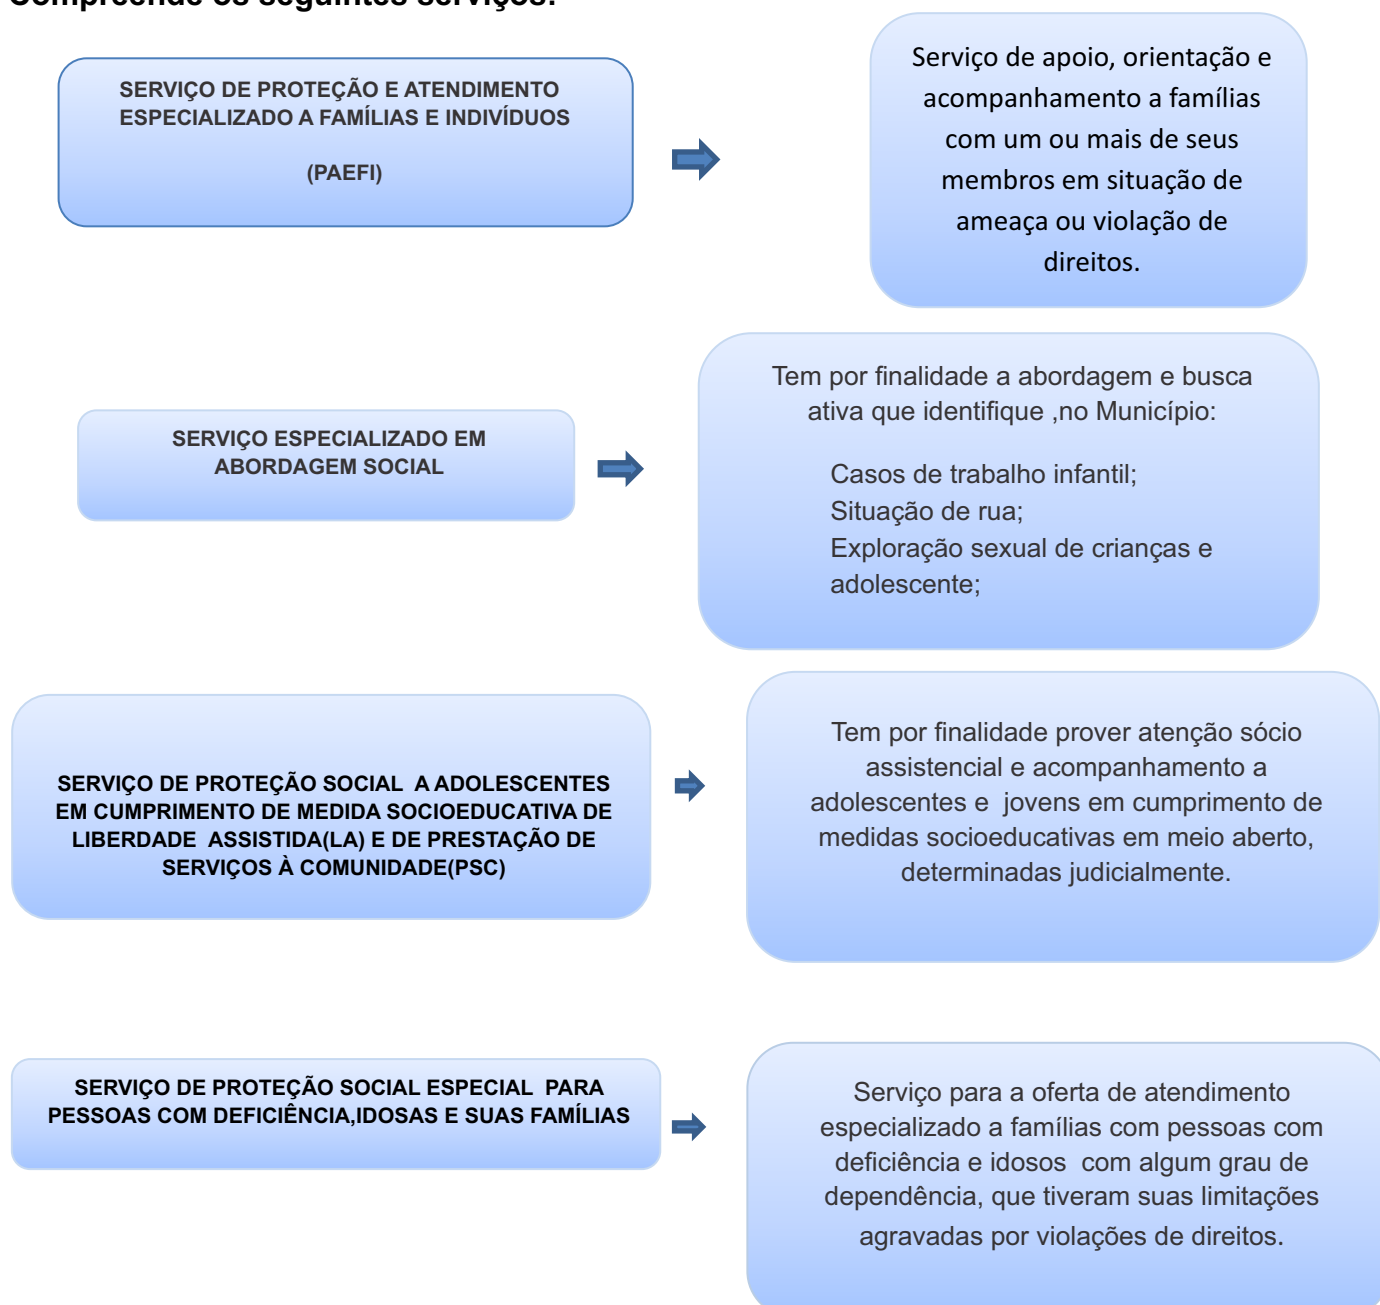 Compreende os seguintes serviços:
SERVIÇO DE PROTEÇÃO E ATENDIMENTO
ESPECIALIZADO A FAMÍLIAS E INDIVÍDUOS
(PAEFI)
Serviço de apoio, orientação e
acompanhamento a famílias
com um ou mais de seus
membros em situação de
ameaça ou violação de
direitos.
SERVIÇO ESPECIALIZADO EM
ABORDAGEM SOCIAL
Tem por finalidade a abordagem e busca
ativa que identifique ,no Município:
Casos de trabalho infantil;
Situação de rua;
Exploração sexual de crianças e
adolescente;
SERVIÇO DE PROTEÇÃO SOCIAL  A ADOLESCENTES
EM CUMPRIMENTO DE MEDIDA SOCIOEDUCATIVA DE
LIBERDADE  ASSISTIDA(LA) E DE PRESTAÇÃO DE
SERVIÇOS À COMUNIDADE(PSC)
Tem por finalidade prover atenção sócio
assistencial e acompanhamento a
adolescentes e  jovens em cumprimento de
medidas socioeducativas em meio aberto,
determinadas judicialmente.
SERVIÇO DE PROTEÇÃO SOCIAL ESPECIAL  PARA
PESSOAS COM DEFICIÊNCIA,IDOSAS E SUAS FAMÍLIAS
Serviço para a oferta de atendimento
especializado a famílias com pessoas com
deficiência e idosos  com algum grau de
dependência, que tiveram suas limitações
agravadas por violações de direitos.